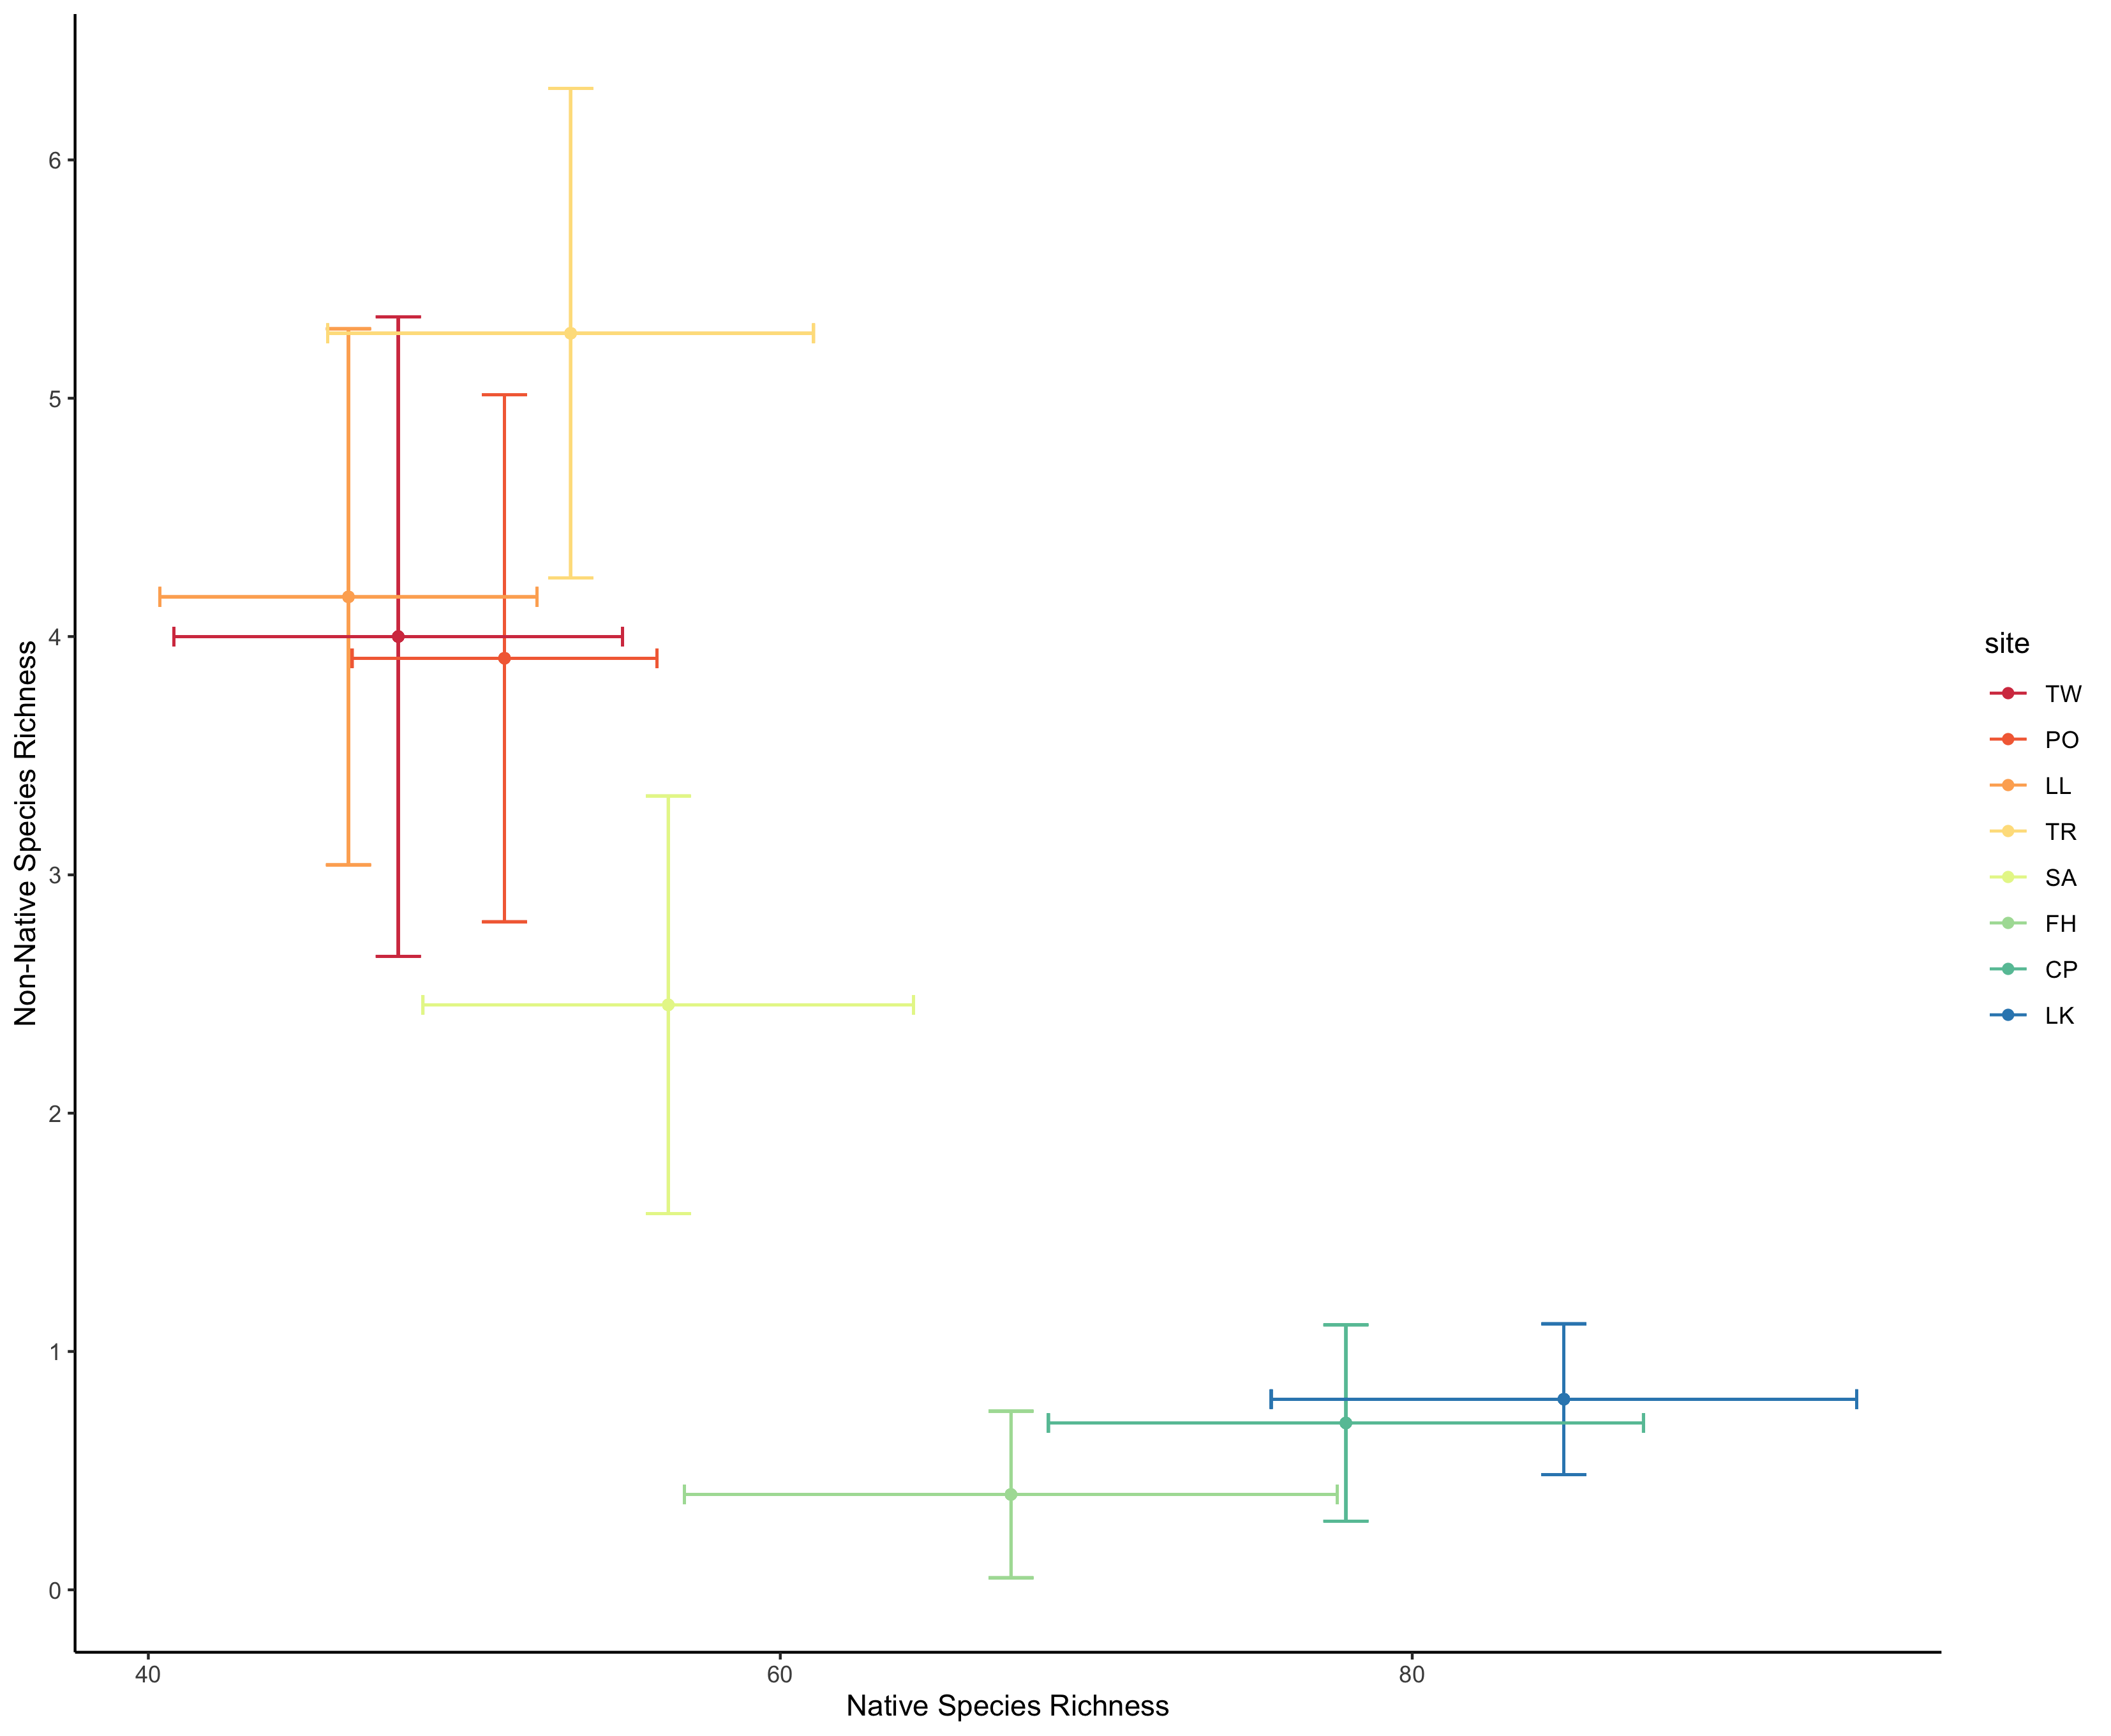 Non-Native Species Richness
6
5
4
3
2
1
0
40
60
80
Native Species Richness
site
TW
PO
LL
TR
SA
FH
CP
LK